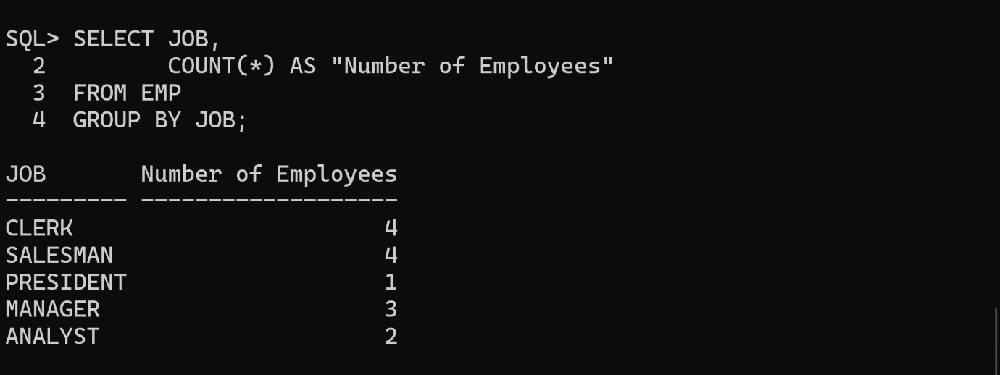 SQL> SELECT JOB,
  2         COUNT(*) AS "Number of Employees"
  3  FROM EMP
  4  GROUP BY JOB;
JOB       Number of Employees
--------- -------------------
CLERK                       4
SALESMAN                    4
PRESIDENT                   1
MANAGER                     3
ANALYST                     2